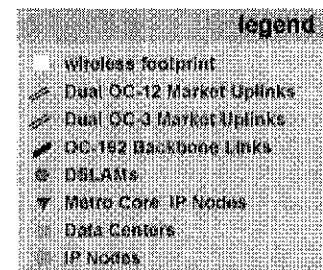 legend
wireless footprint
Dual OC-12 Market Uplinks
Dual OC-3 Market Uplinks
OC-192 Backbone Links
DSLAMs
Metro Core IP Nodes
Data Centers
IP Nodes